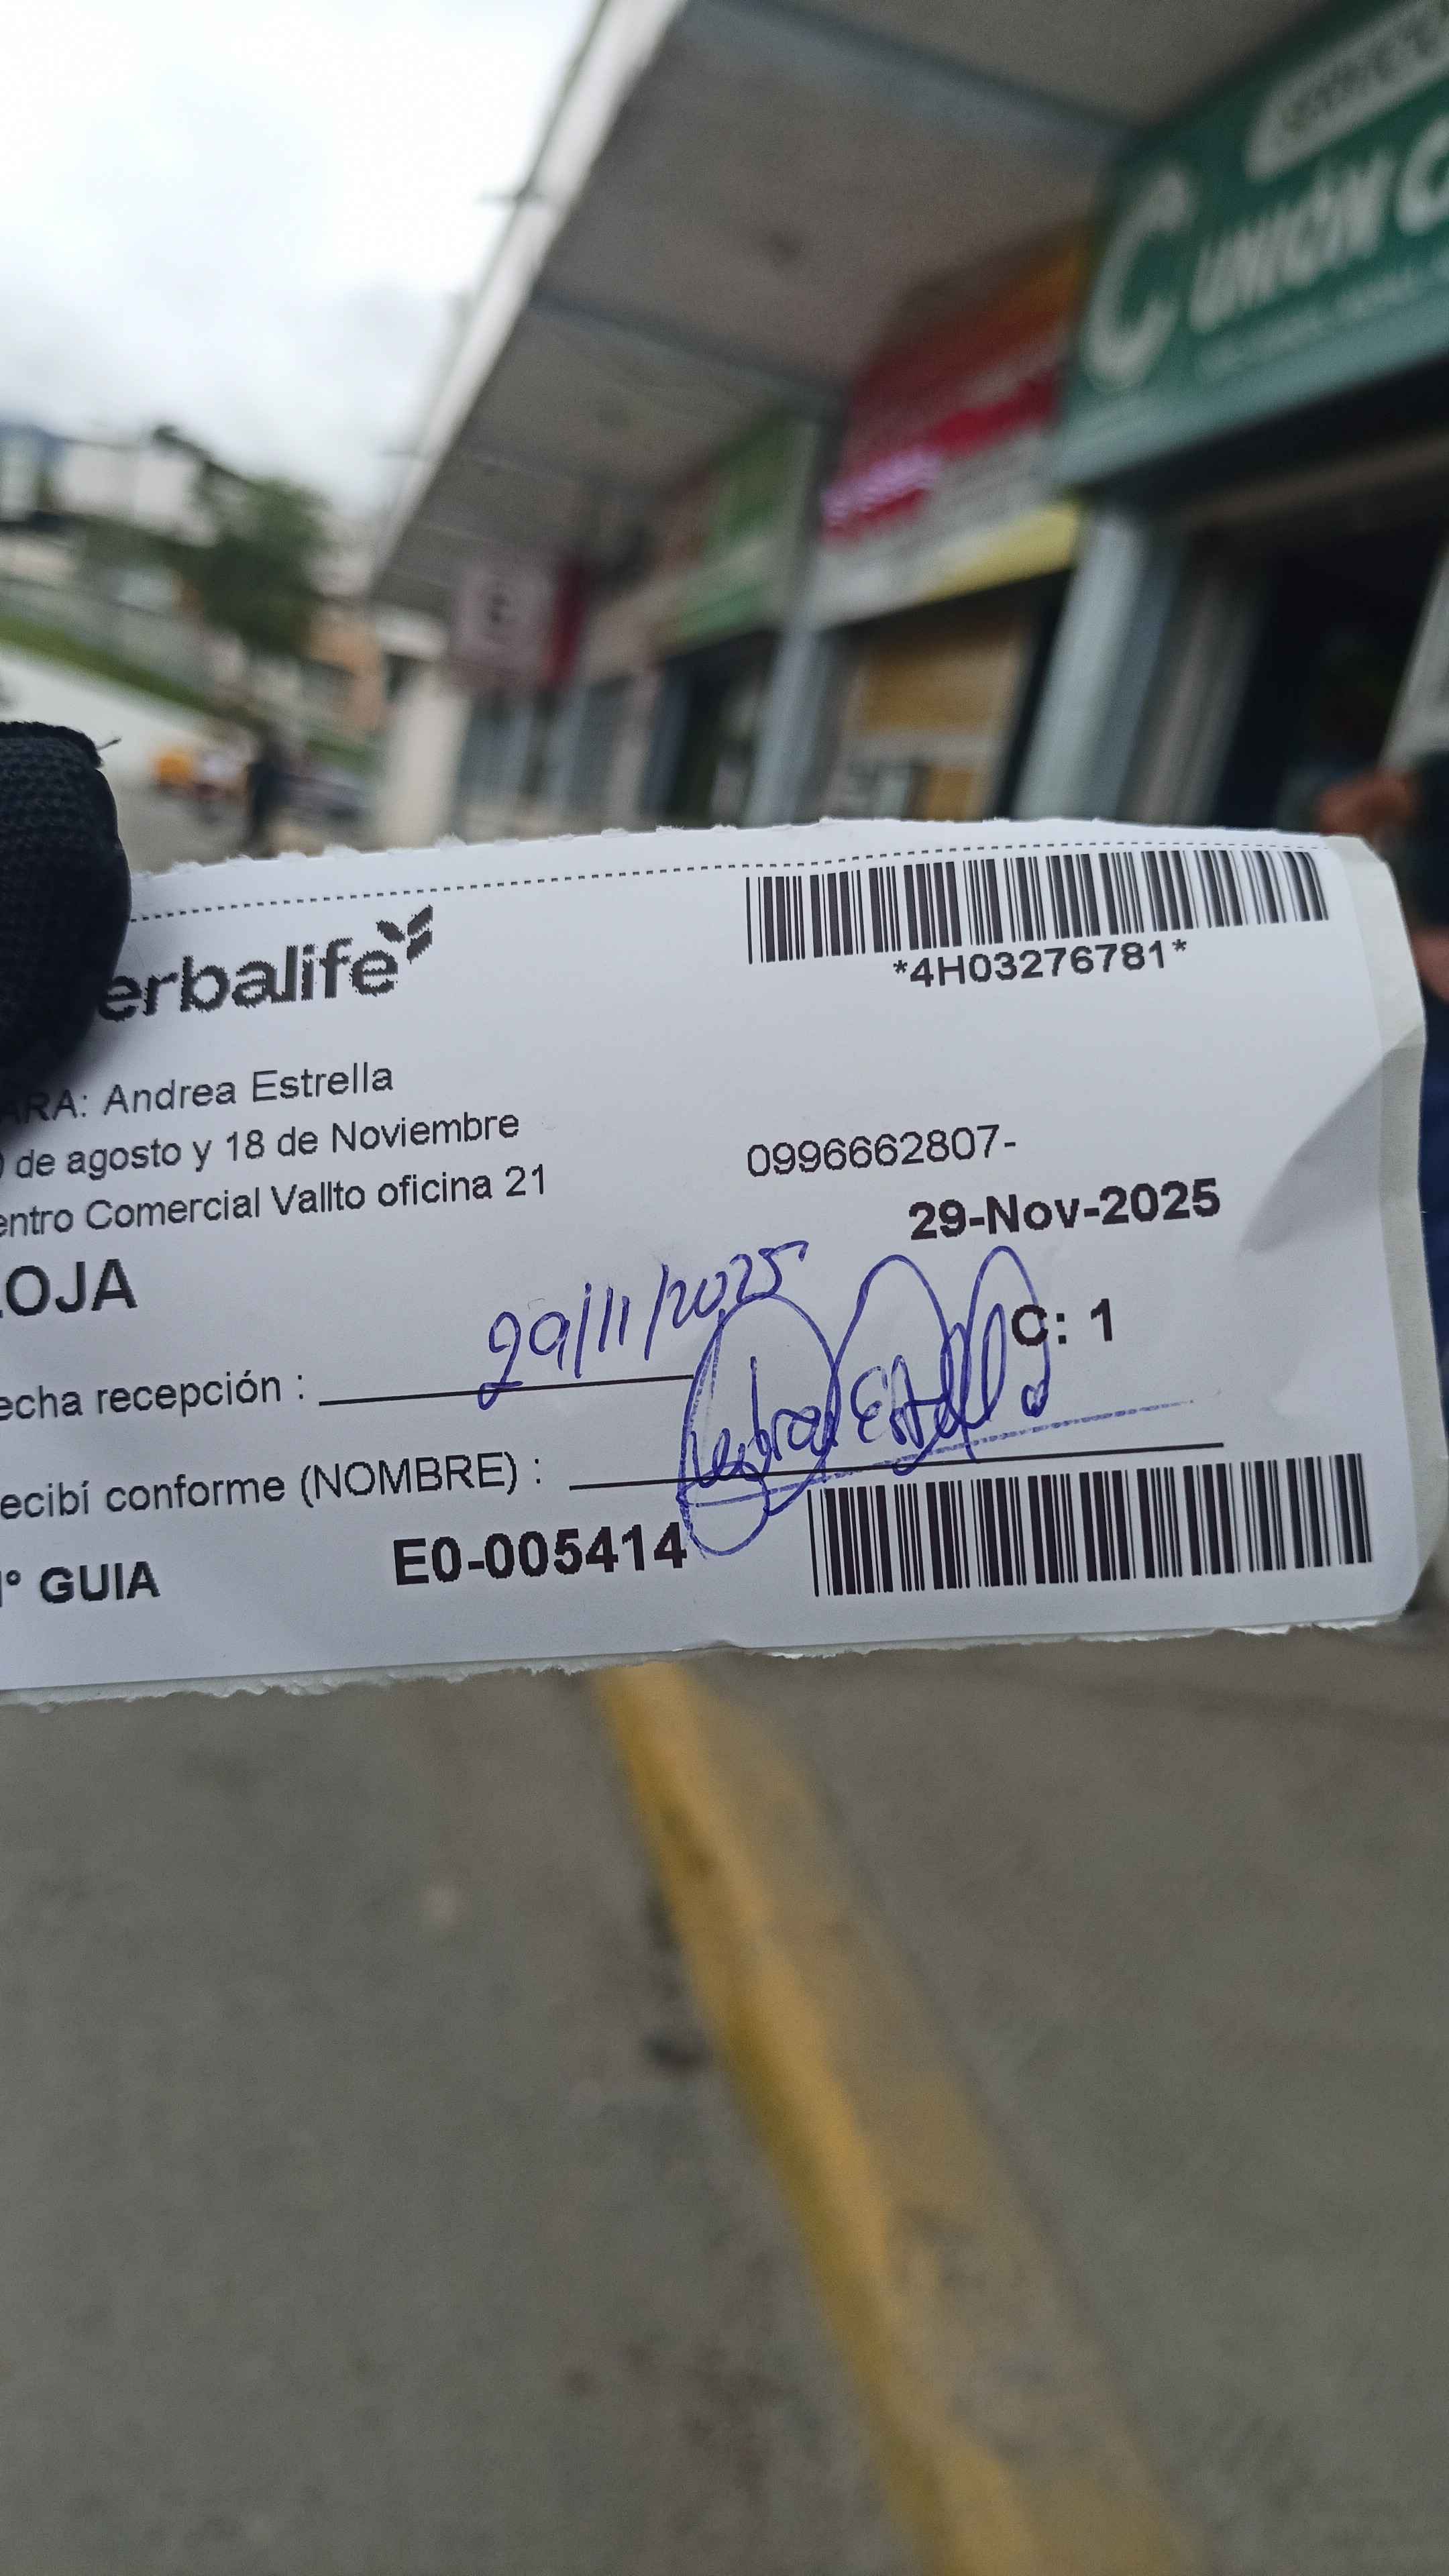 UNIÓN C
erbalife
*4H03276781*
ARA: Andrea Estrella
de agosto y 18 de Noviembre
0996662807-
entro Comercial Vallto oficina 21
29-Nov-2025
OJA
C: 1
echa recepción : 29/11/2025
ecibí conforme (NOMBRE) :
° GUIA
E0-005414